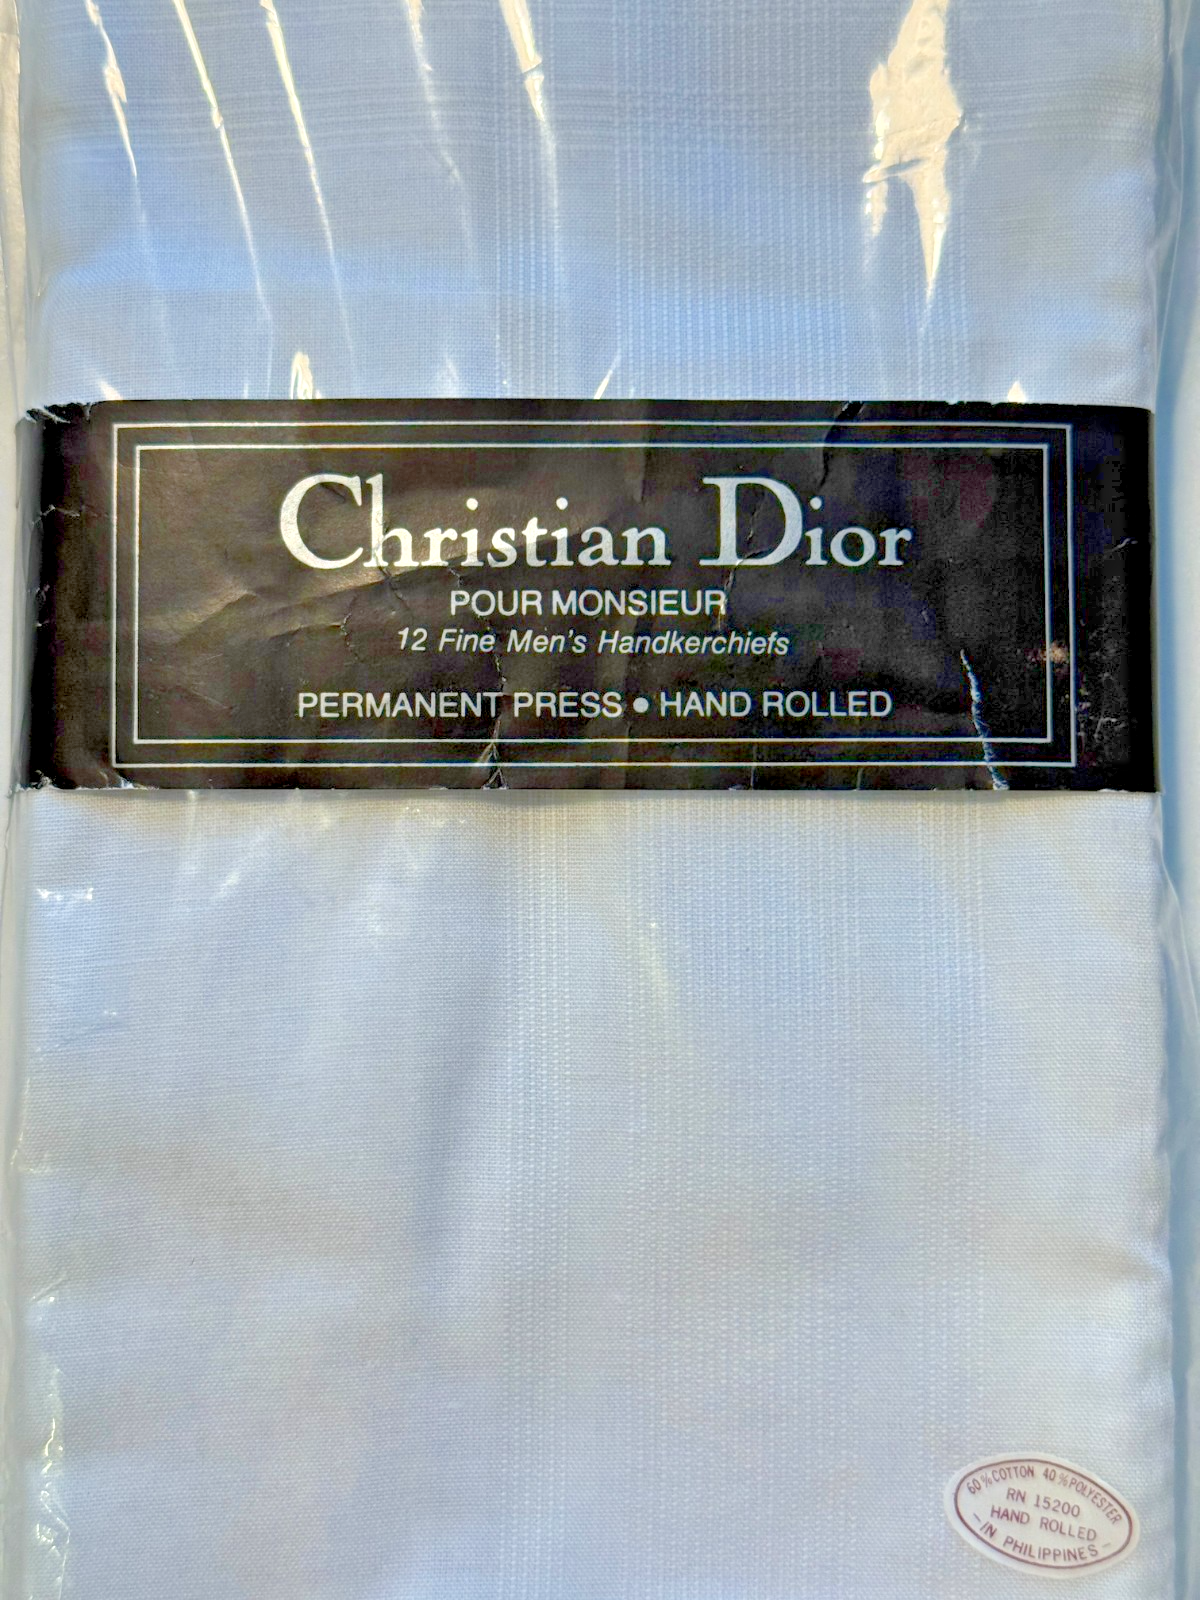 Christian Dior
POUR MONSIEUR
12 Fine Men's Handkerchiefs
PERMANENT PRESS • HAND ROLLED
60% COTTON 40% POLYESTER
RN 15200
HAND ROLLED
-IN PHILIPPINES-